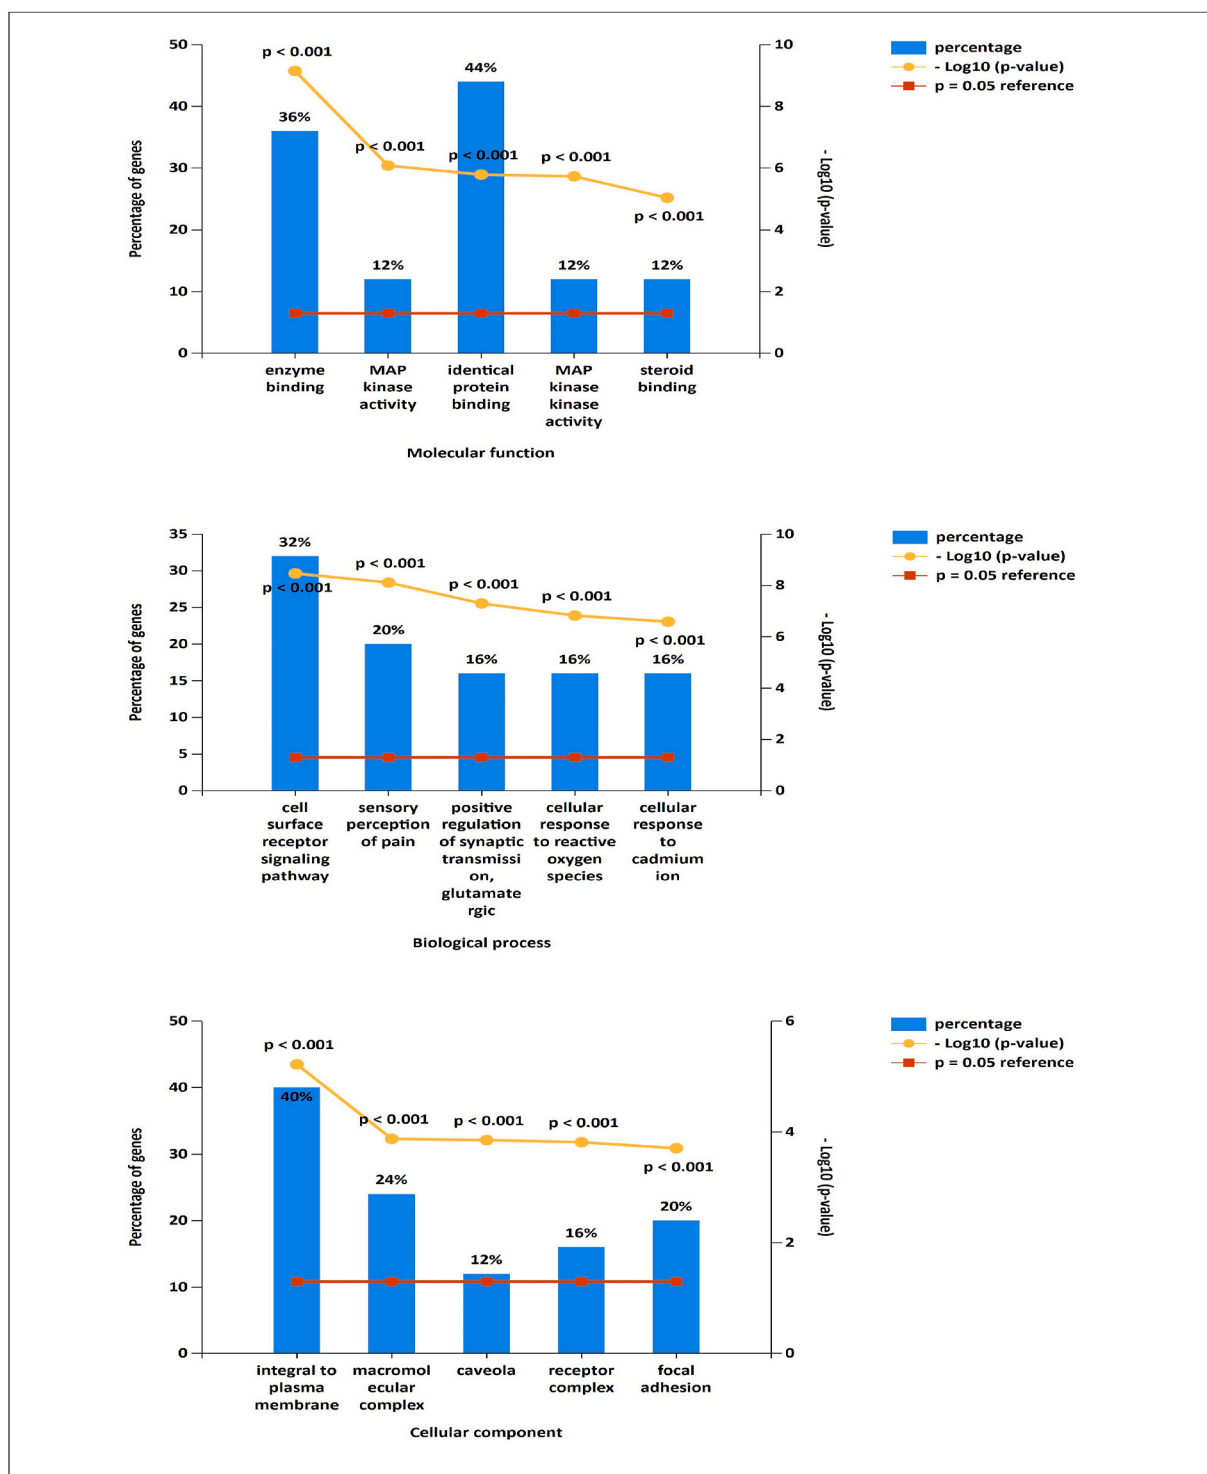 50
40
30
20
10
0
Percentage of genes
10
8
6
4
2
0
- Log10 (p-value)
p < 0.001
p < 0.001
p < 0.001
p < 0.001
p < 0.001
36%
12%
44%
12%
12%
enzyme
binding
MAP
kinase
activity
identical
protein
binding
MAP
kinase
kinase
activity
steroid
binding
Molecular function
percentage
- Log10 (p-value)
p = 0.05 reference
35
30
25
20
15
10
5
0
Percentage of genes
10
8
6
4
2
0
- Log10 (p-value)
32%
p < 0.001
p < 0.001
p < 0.001
p < 0.001
p < 0.001
20%
16%
16%
16%
cell
surface
receptor
signaling
pathway
sensory
perception
of pain
positive
regulation
of synaptic
transmissi
on,
glutamate
rgic
cellular
response
to reactive
oxygen
species
cellular
response
to
cadmium
ion
Biological process
percentage
- Log10 (p-value)
p = 0.05 reference
50
40
30
20
10
0
Percentage of genes
6
4
2
0
- Log10 (p-value)
p < 0.001
p < 0.001
p < 0.001
p < 0.001
p < 0.001
40%
24%
12%
16%
20%
integral to
plasma
membrane
macromol
ecular
complex
caveola
receptor
complex
focal
adhesion
Cellular component
percentage
- Log10 (p-value)
p = 0.05 reference